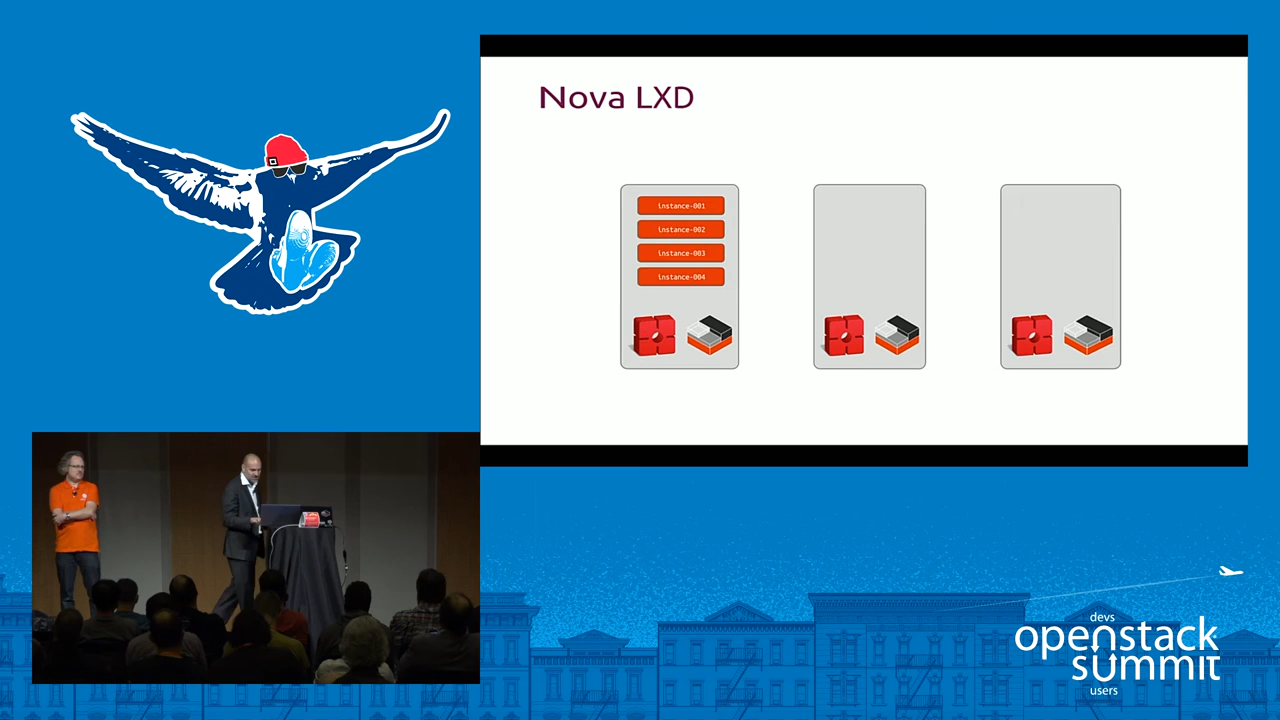 Nova LXD
instance-001
instance-002
instance-003
instance-004
devs
openstack
summit
users